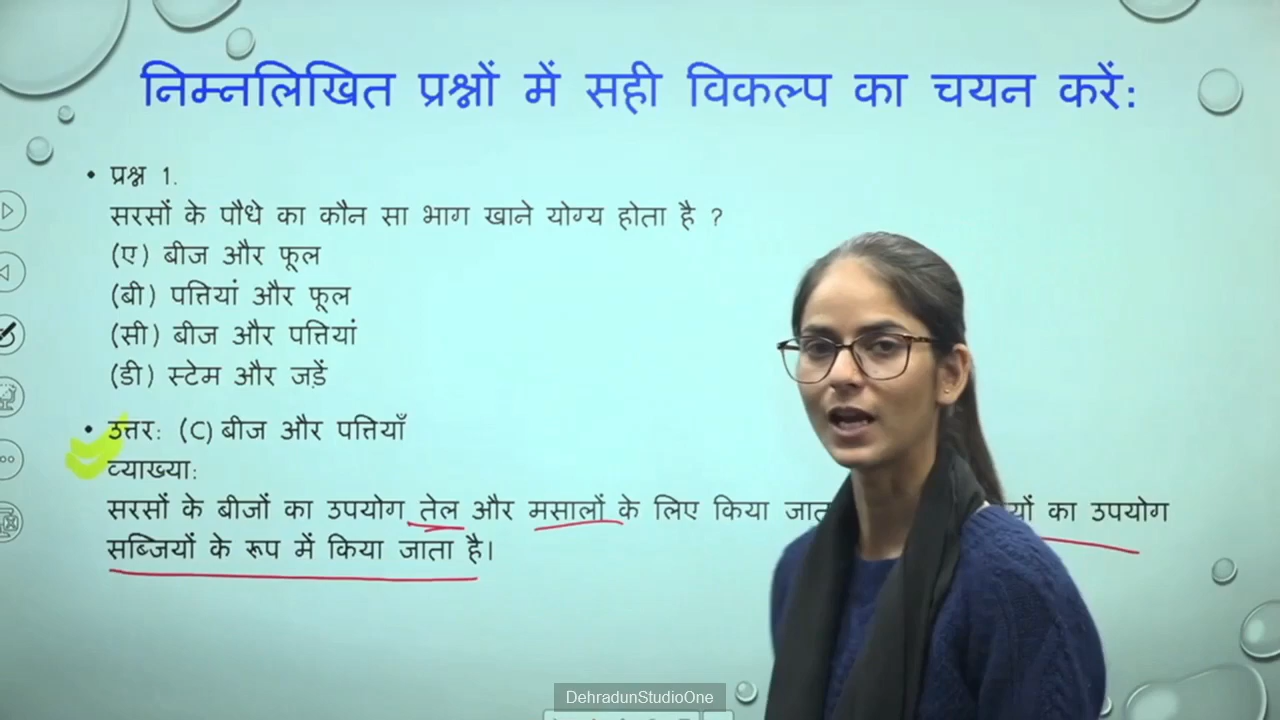 निम्नलिखित प्रश्नों में सही विकल्प का चयन करें:
• प्रश्न 1.
सरसों के पौधे का कौन सा भाग खाने योग्य होता है ?
(ए) बीज और फूल
(बी) पत्तियां और फूल
(सी) बीज और पत्तियां
(डी) स्टेम और जड़ें
• उत्तर: (C) बीज और पत्तियाँ
व्याख्या:
सरसों के बीजों का उपयोग तेल और मसालों के लिए किया का उपयोग
सब्जियों के रूप में किया जाता है।
DehradunStudioOne